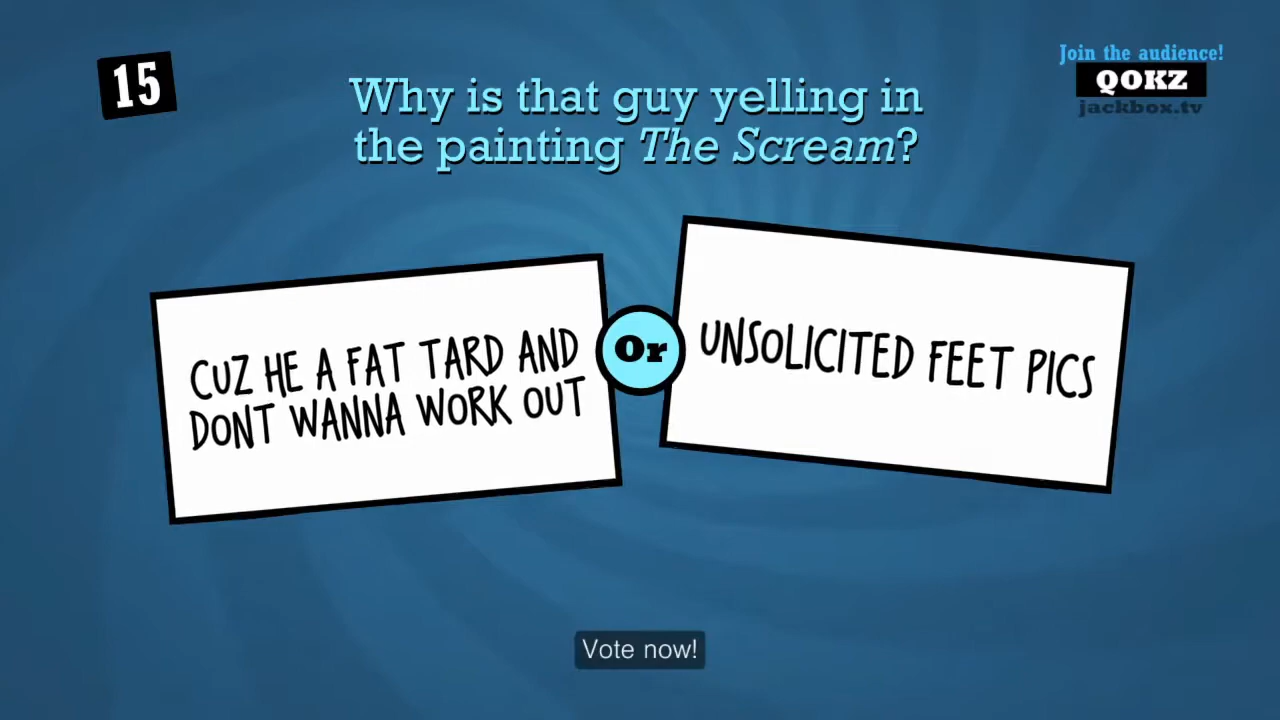 15
Join the audience!
QOKZ
jackbox.tv
Why is that guy yelling in
the painting The Scream?
CUZ HE A FAT TARD AND
DONT WANNA WORK OUT
Or
UNSOLICITED FEET PICS
Vote now!